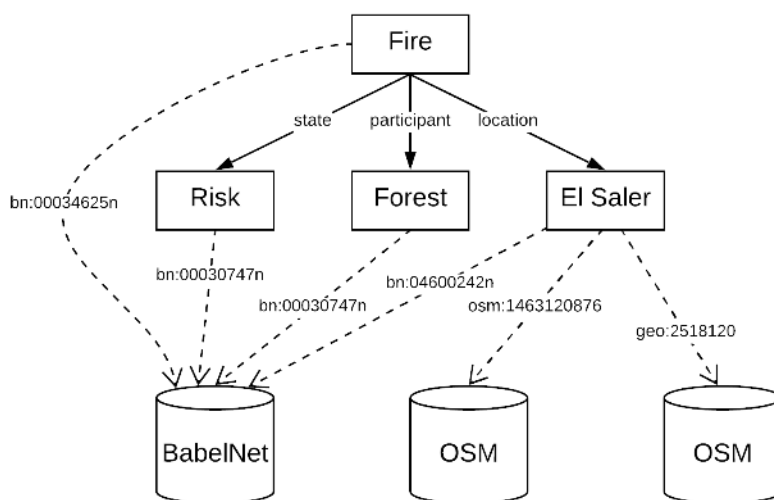 Fire
state
participant
location
Risk
Forest
El Saler
bn:00034625n
bn:00030747n
bn:04600242n
bn:00030747n
osm:1463120876
geo:2518120
BabelNet
OSM
OSM